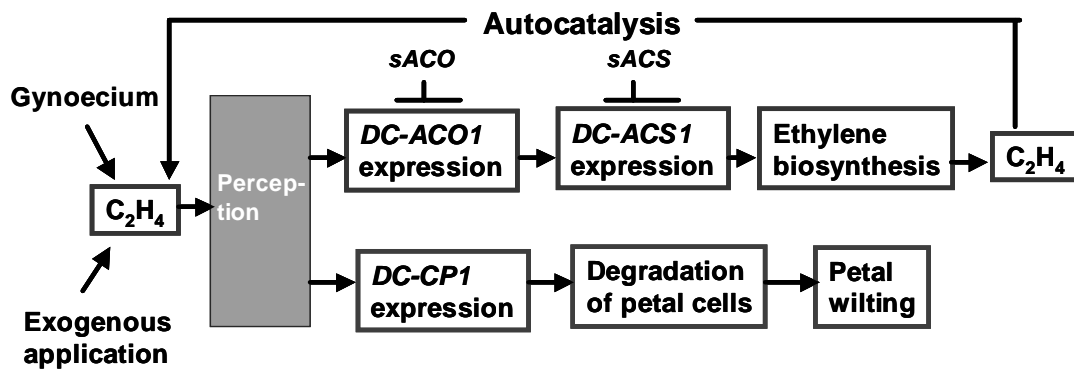 Autocatalysis
sACO
sACS
Gynoecium
DC-ACO1
expression
DC-ACS1
expression
Ethylene
biosynthesis
C₂H₄
Percep-
tion
C₂H₄
DC-CP1
expression
Degradation
of petal cells
Petal
wilting
Exogenous
application